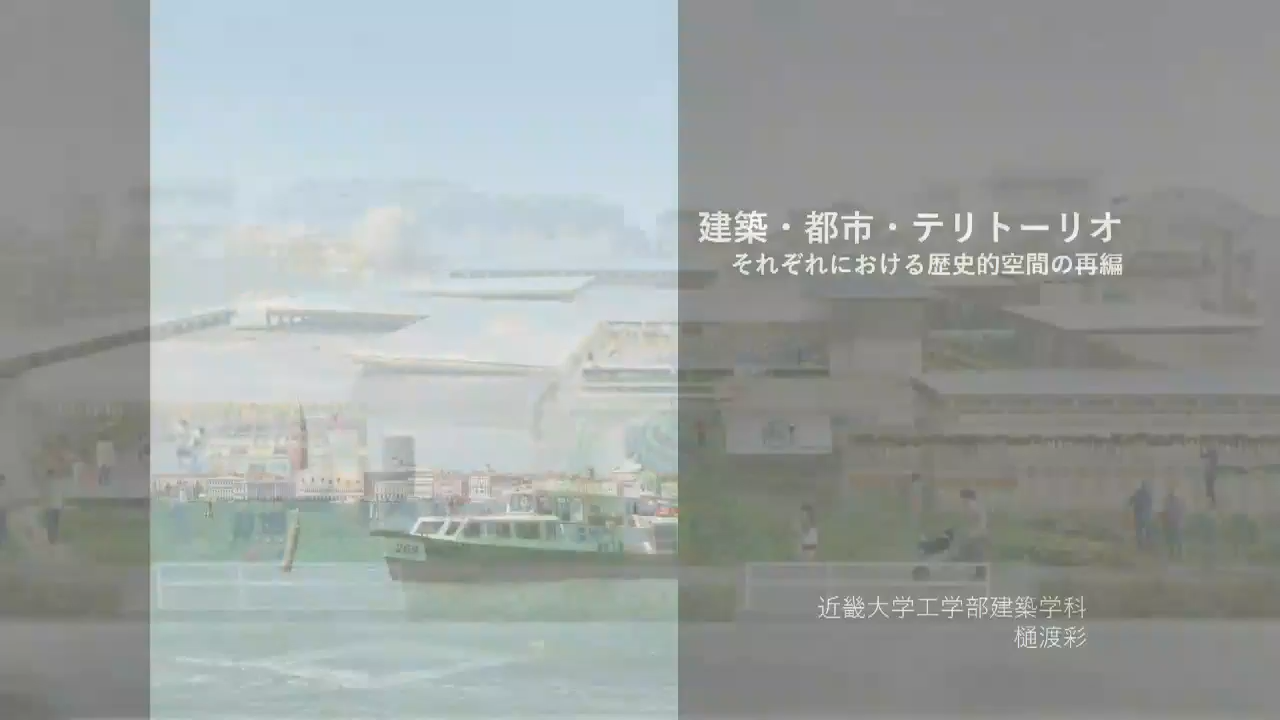 建築・都市・テリトーリオ
それぞれにおける歴史的空間の再編
近畿大学工学部建築学科
樋渡彩
269